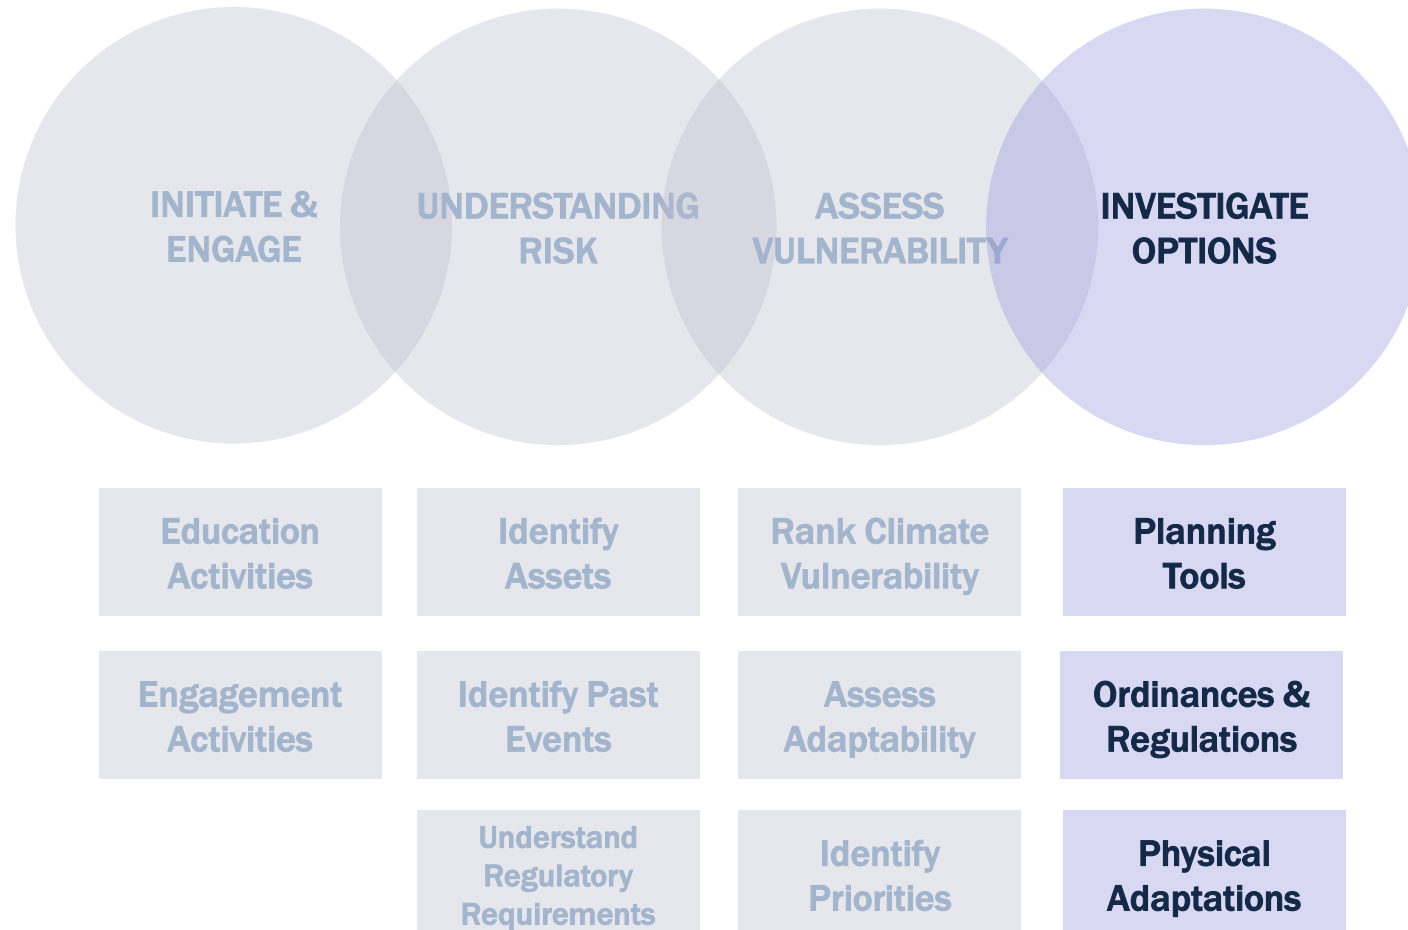 INITIATE &
ENGAGE
UNDERSTANDING
RISK
ASSESS
VULNERABILITY
INVESTIGATE
OPTIONS
Education
Activities
Identify
Assets
Rank Climate
Vulnerability
Planning
Tools
Engagement
Activities
Identify Past
Events
Assess
Adaptability
Ordinances &
Regulations
Understand
Regulatory
Requirements
Identify
Priorities
Physical
Adaptations